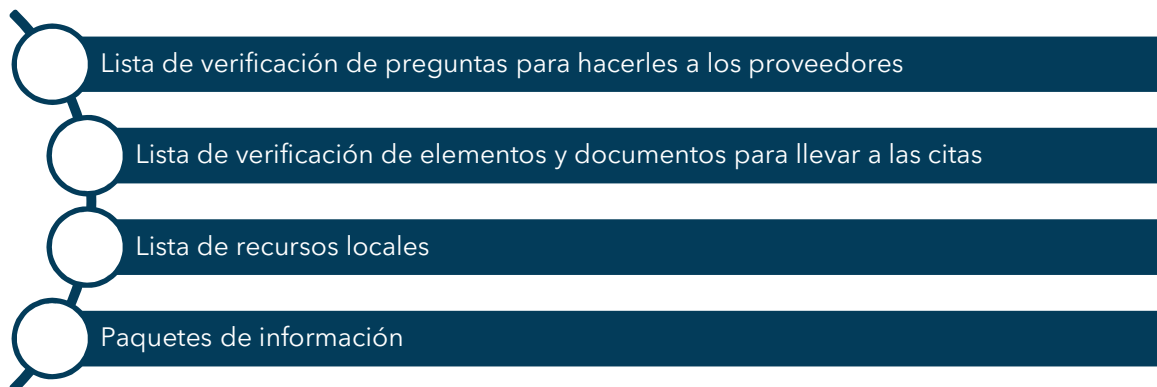 Lista de verificación de preguntas para hacerles a los proveedores
Lista de verificación de elementos y documentos para llevar a las citas
Lista de recursos locales
Paquetes de información